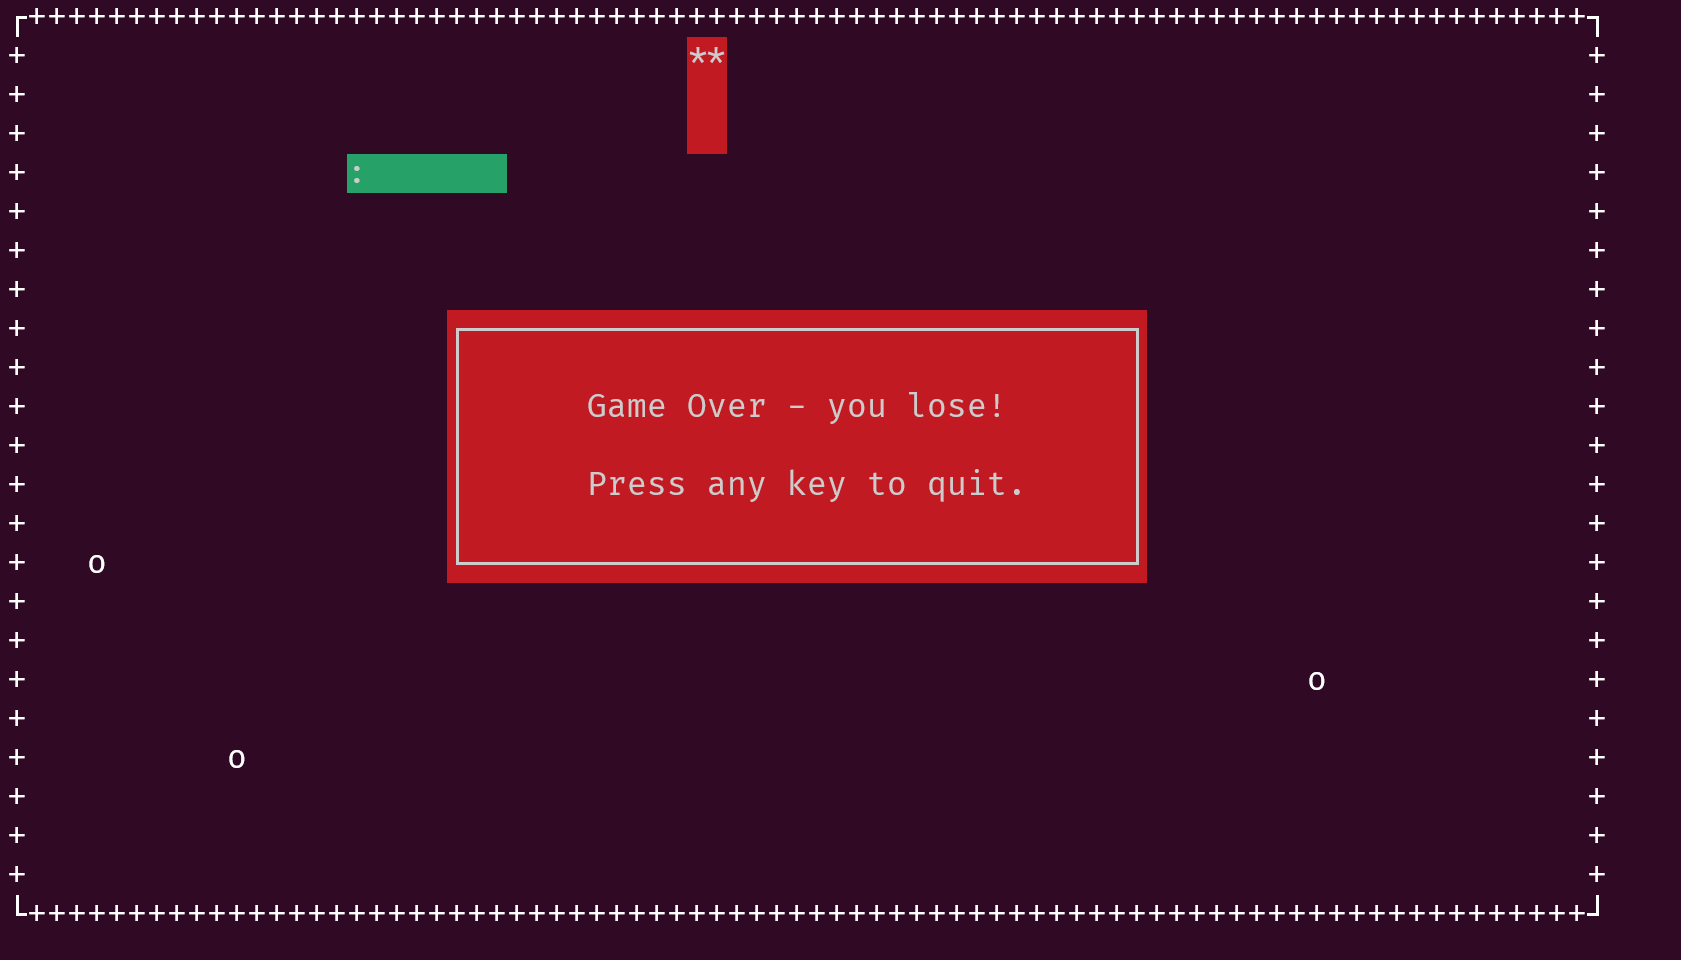 **
:
Game Over – you lose!
Press any key to quit.
o
o
o